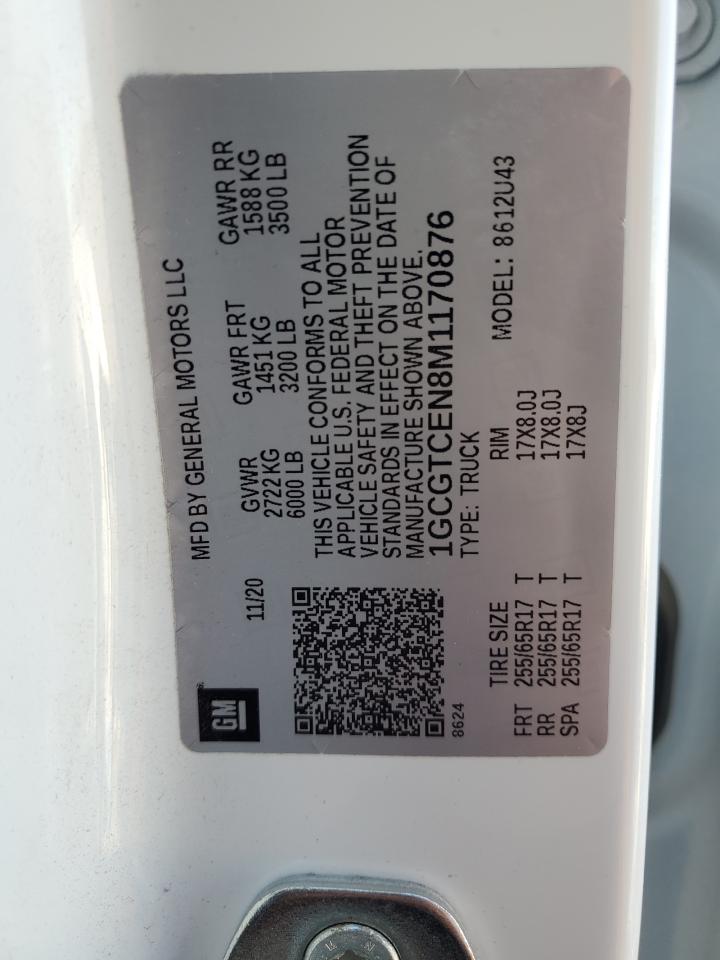 MFD BY GENERAL MOTORS LLC
GM
11/20
GVWR GAWR FRT GAWR RR
2722 KG 1451 KG 1588 KG
6000 LB 3200 LB 3500 LB
THIS VEHICLE CONFORMS TO ALL
APPLICABLE U.S. FEDERAL MOTOR
VEHICLE SAFETY AND THEFT PREVENTION
STANDARDS IN EFFECT ON THE DATE OF
MANUFACTURE SHOWN ABOVE.
1GCGTCEN8M1170876
8624
TYPE: TRUCK
MODEL: 8612U43
TIRE SIZE RIM
FRT 255/65R17 T 17X8.0J
RR 255/65R17 T 17X8.0J
SPA 255/65R17 T 17X8J